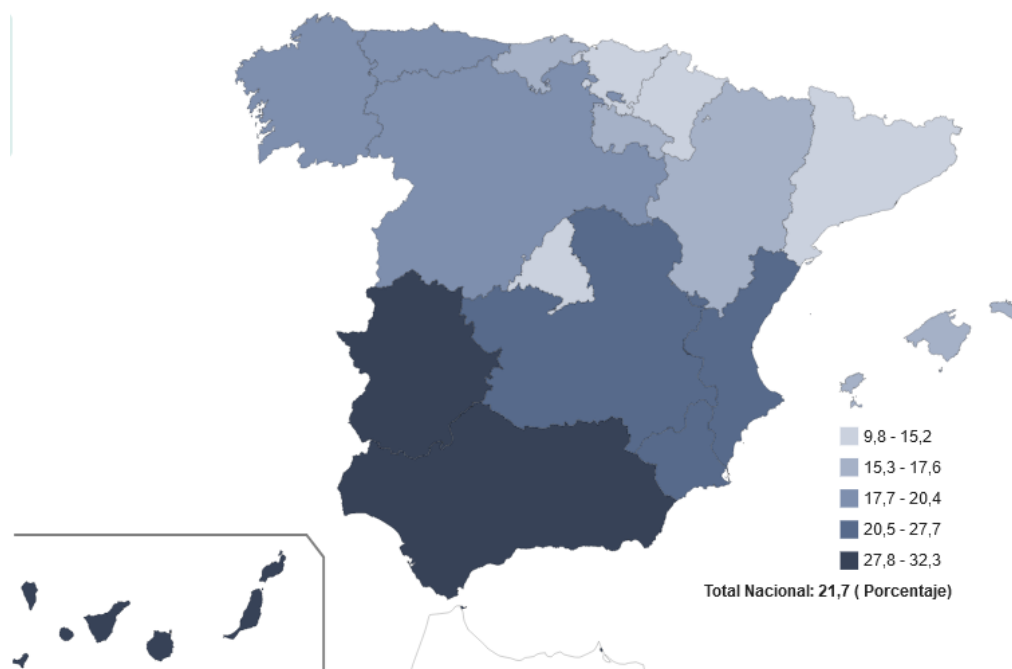 9,8 - 15,2
15,3 - 17,6
17,7 - 20,4
20,5 - 27,7
27,8 - 32,3
Total Nacional: 21,7 ( Porcentaje)